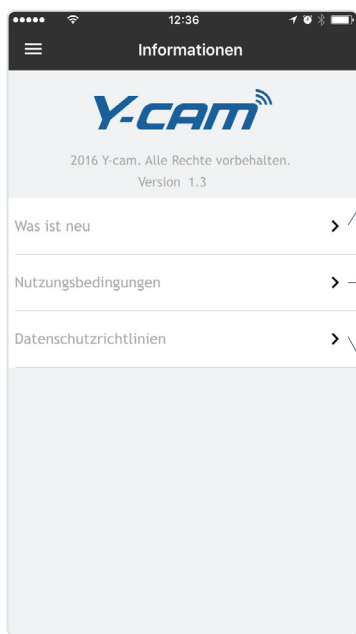 12:36
Informationen
Y-cam
2016 Y-cam. Alle Rechte vorbehalten.
Version 1.3
Was ist neu
Nutzungsbedingungen
Datenschutzrichtlinien